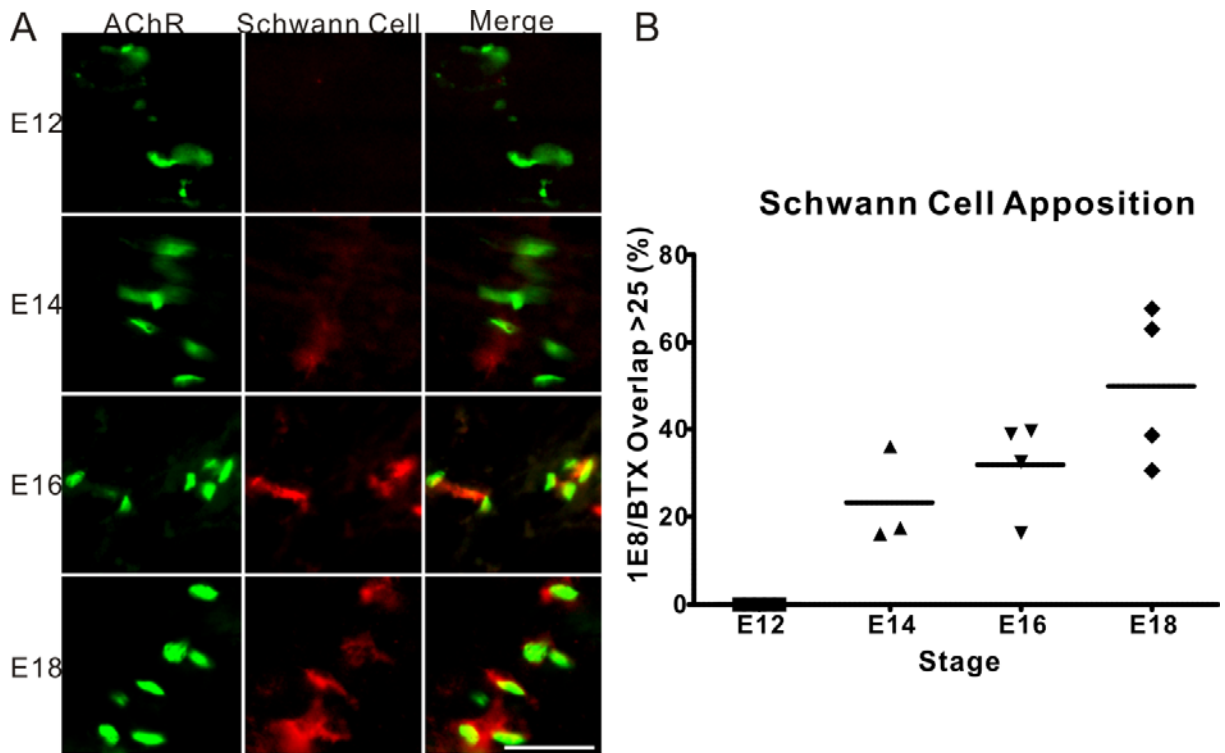 A
AChR Schwann Cell Merge
E12
E14
E16
E18
B
Schwann Cell Apposition
1E8/BTX Overlap >25 (%)
80
60
40
20
0
E12 E14 E16 E18
Stage